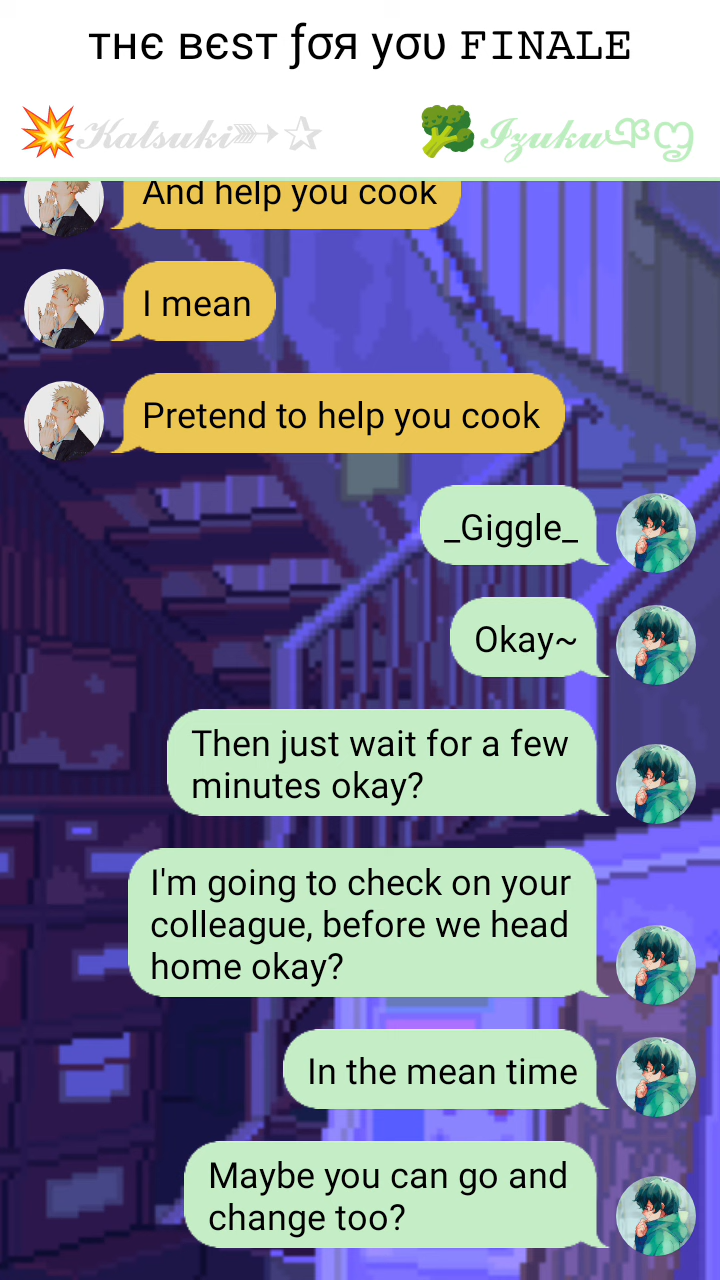 тнє вєѕт ƒσя уσυ 𝙵𝙸𝙽𝙰𝙻𝙴
💥𝓚𝓪𝓽𝓼𝓾𝓴𝓲➳☆
🥦𝓘𝔃𝓾𝓴𝓾ঞღ
And help you cook
I mean
Pretend to help you cook
_Giggle_
Okay~
Then just wait for a few
minutes okay?
I'm going to check on your
colleague, before we head
home okay?
In the mean time
Maybe you can go and
change too?